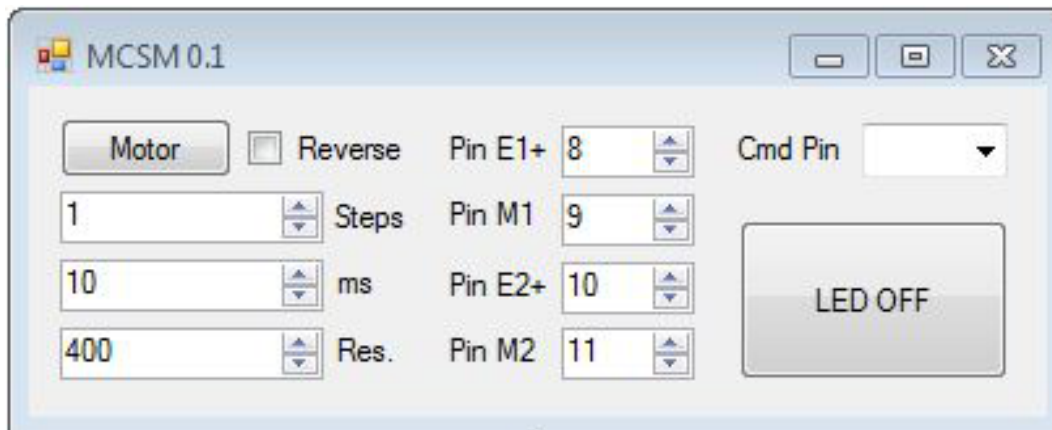 MCSM 0.1
Motor Reverse Pin E1+ 8 Cmd Pin
1 Steps Pin M1 9
10 ms Pin E2+ 10 LED OFF
400 Res. Pin M2 11